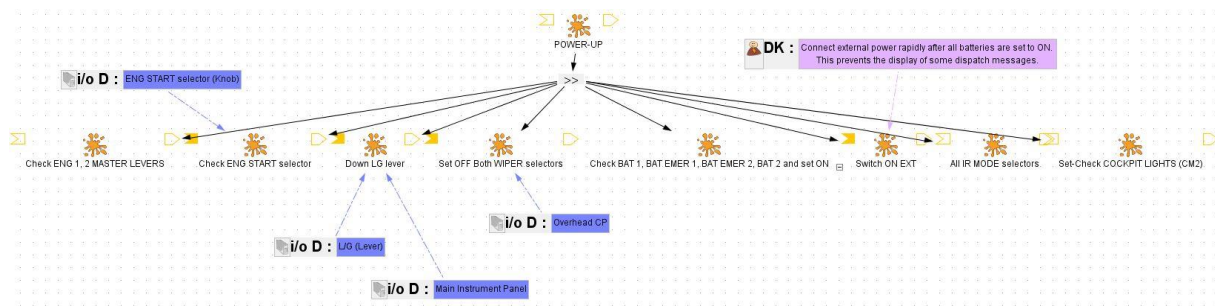 POWER-UP
DK : Connect external power rapidly after all batteries are set to ON.
This prevents the display of some dispatch messages.
>>
i/o D : ENG START selector (Knob)
Check ENG 1, 2 MASTER LEVERS
Check ENG START selector
Down LG lever
Set OFF Both WIPER selectors
Check BAT 1, BAT EMER 1, BAT EMER 2, BAT 2 and set ON
Switch ON EXT
All IR MODE selectors
Set-Check COCKPIT LIGHTS (CM2)
i/o D : Overhead CP
i/o D : L/G (Lever)
i/o D : Main Instrument Panel